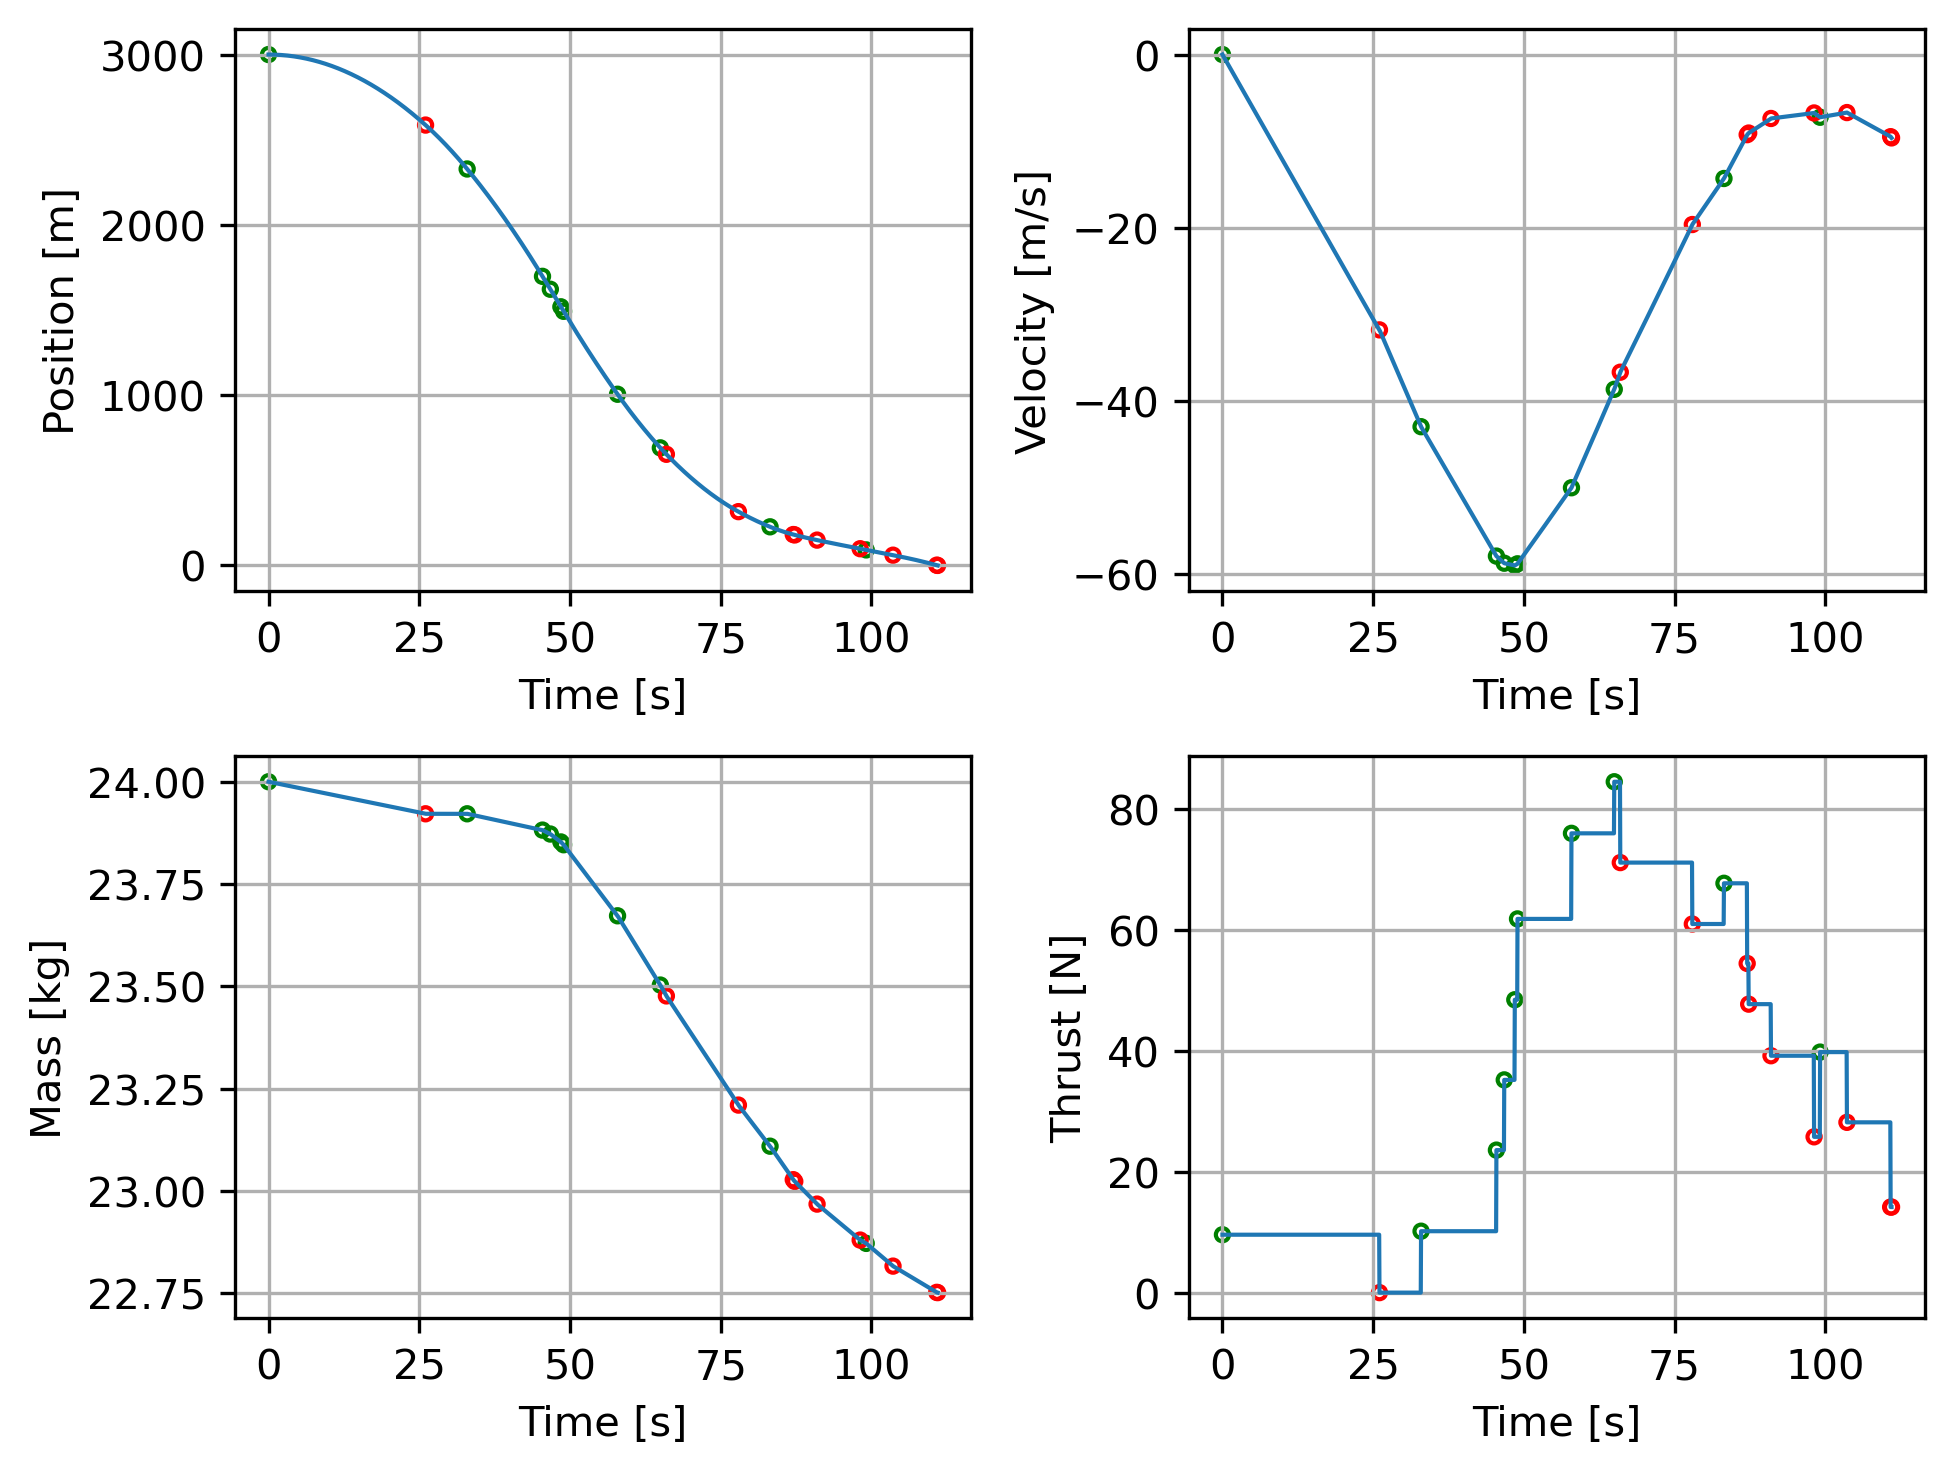 3000
2000
1000
0
Position [m]
0 25 50 75 100
Time [s]
0
−20
−40
−60
Velocity [m/s]
0 25 50 75 100
Time [s]
24.00
23.75
23.50
23.25
23.00
22.75
Mass [kg]
0 25 50 75 100
Time [s]
80
60
40
20
0
Thrust [N]
0 25 50 75 100
Time [s]